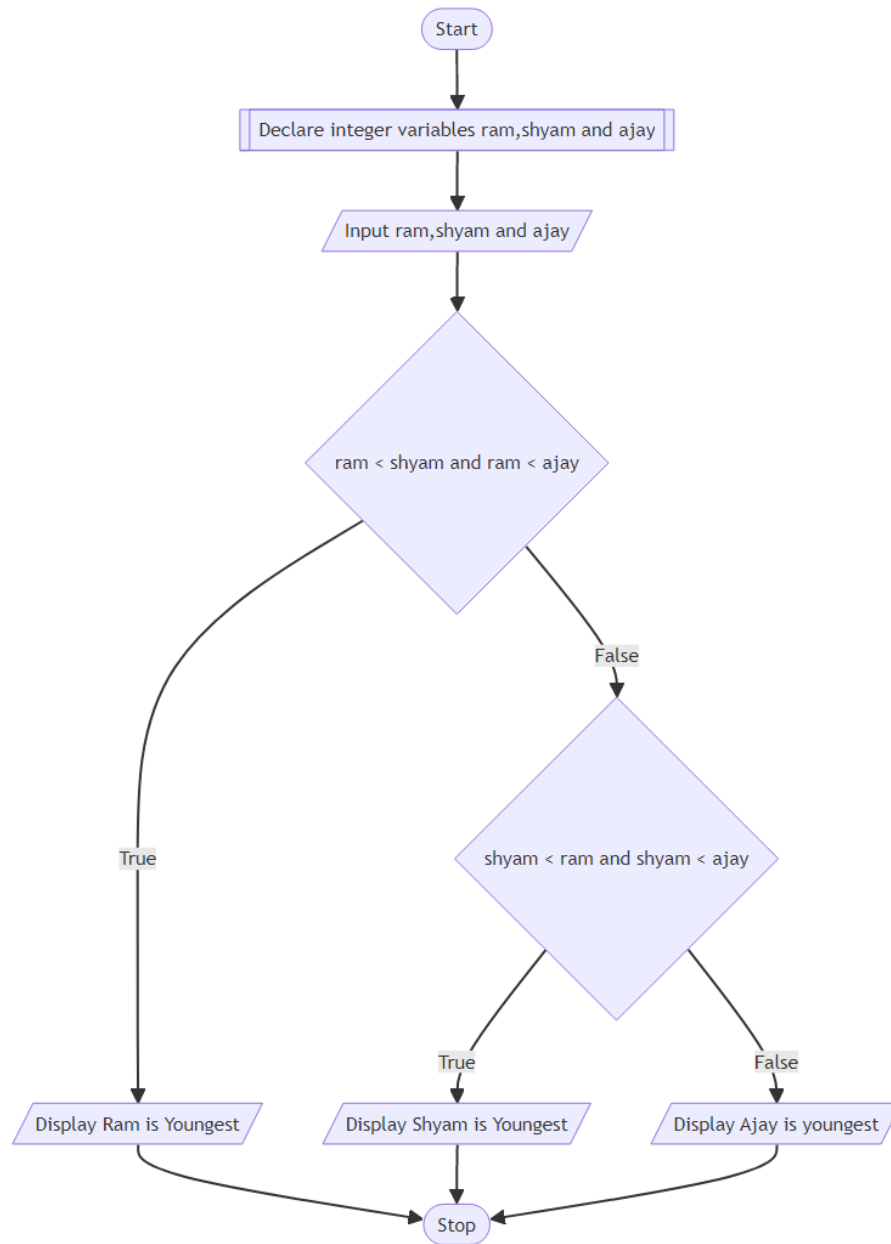 Start
Declare integer variables ram,shyam and ajay
Input ram,shyam and ajay
ram < shyam and ram < ajay
False
True
shyam < ram and shyam < ajay
True
False
Display Ram is Youngest
Display Shyam is Youngest
Display Ajay is youngest
Stop